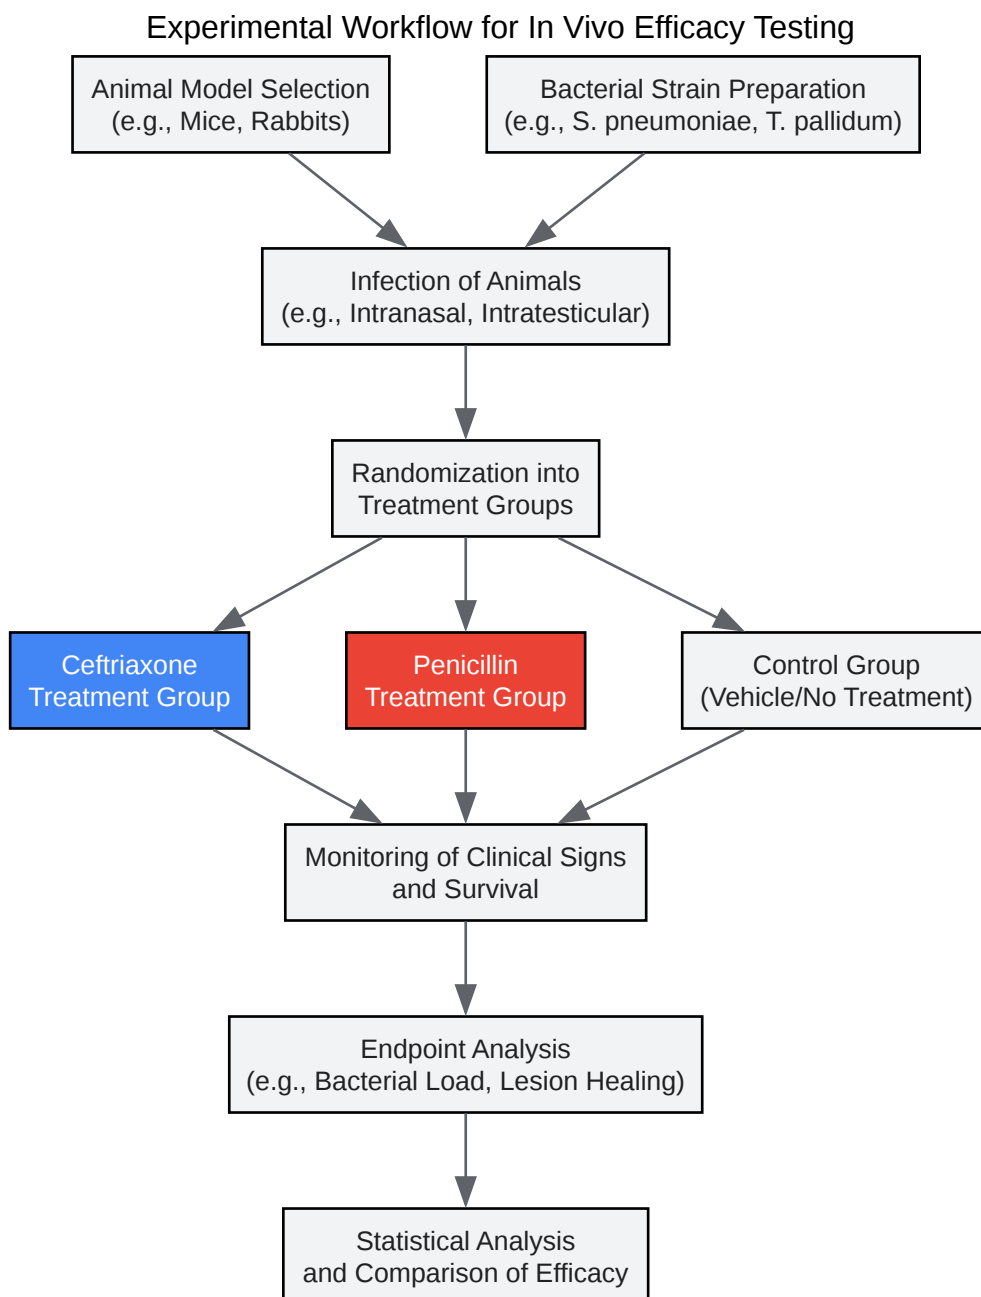 Experimental Workflow for In Vivo Efficacy Testing
Animal Model Selection
(e.g., Mice, Rabbits)
Bacterial Strain Preparation
(e.g., S. pneumoniae, T. pallidum)
Infection of Animals
(e.g., Intranasal, Intratesticular)
Randomization into
Treatment Groups
Ceftriaxone
Treatment Group
Penicillin
Treatment Group
Control Group
(Vehicle/No Treatment)
Monitoring of Clinical Signs
and Survival
Endpoint Analysis
(e.g., Bacterial Load, Lesion Healing)
Statistical Analysis
and Comparison of Efficacy